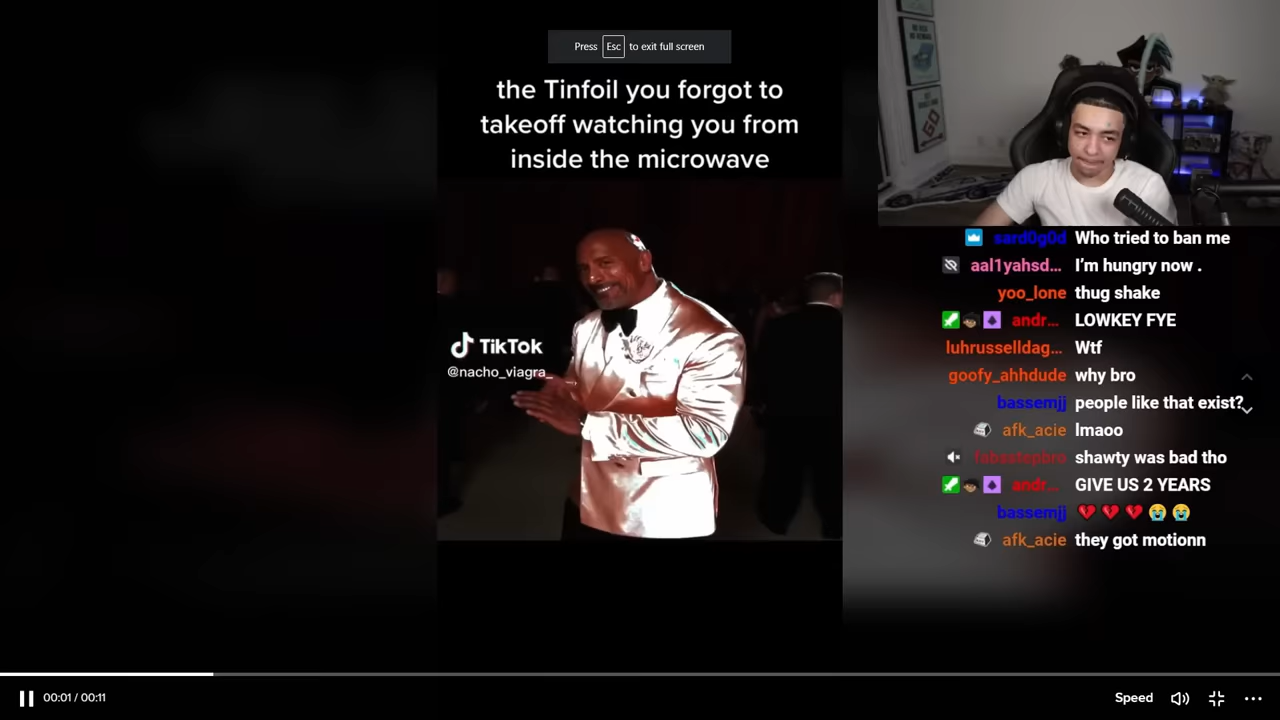 Press Esc to exit full screen
the Tinfoil you forgot to
takeoff watching you from
inside the microwave
TikTok
@nacho_viagra_
GO
sard0g0d Who tried to ban me
aal1yahsd... I’m hungry now .
yoo_lone thug shake
andr... LOWKEY FYE
luhrusselldag... Wtf
goofy_ahhdude why bro
bassemjj people like that exist?
afk_acie lmaoo
fabsstepbro shawty was bad tho
andr... GIVE US 2 YEARS
bassemjj 💔 💔 💔 😭 😭
afk_acie they got motionn
00:01 / 00:11
Speed